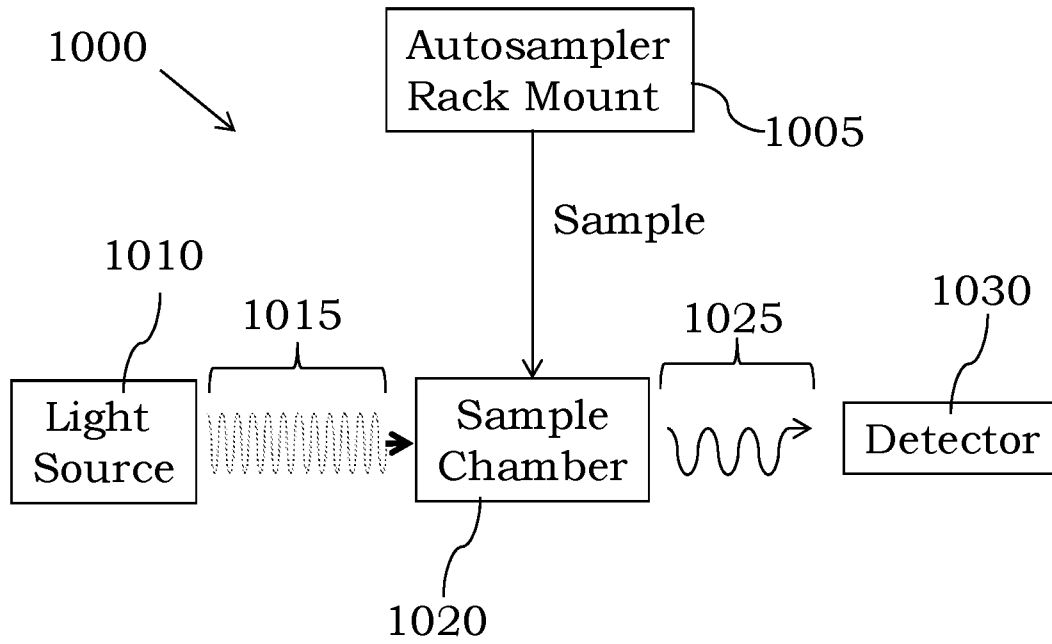 1000
Autosampler
Rack Mount
1005
Sample
1010
1015
1025
1030
Light
Source
Sample
Chamber
Detector
1020